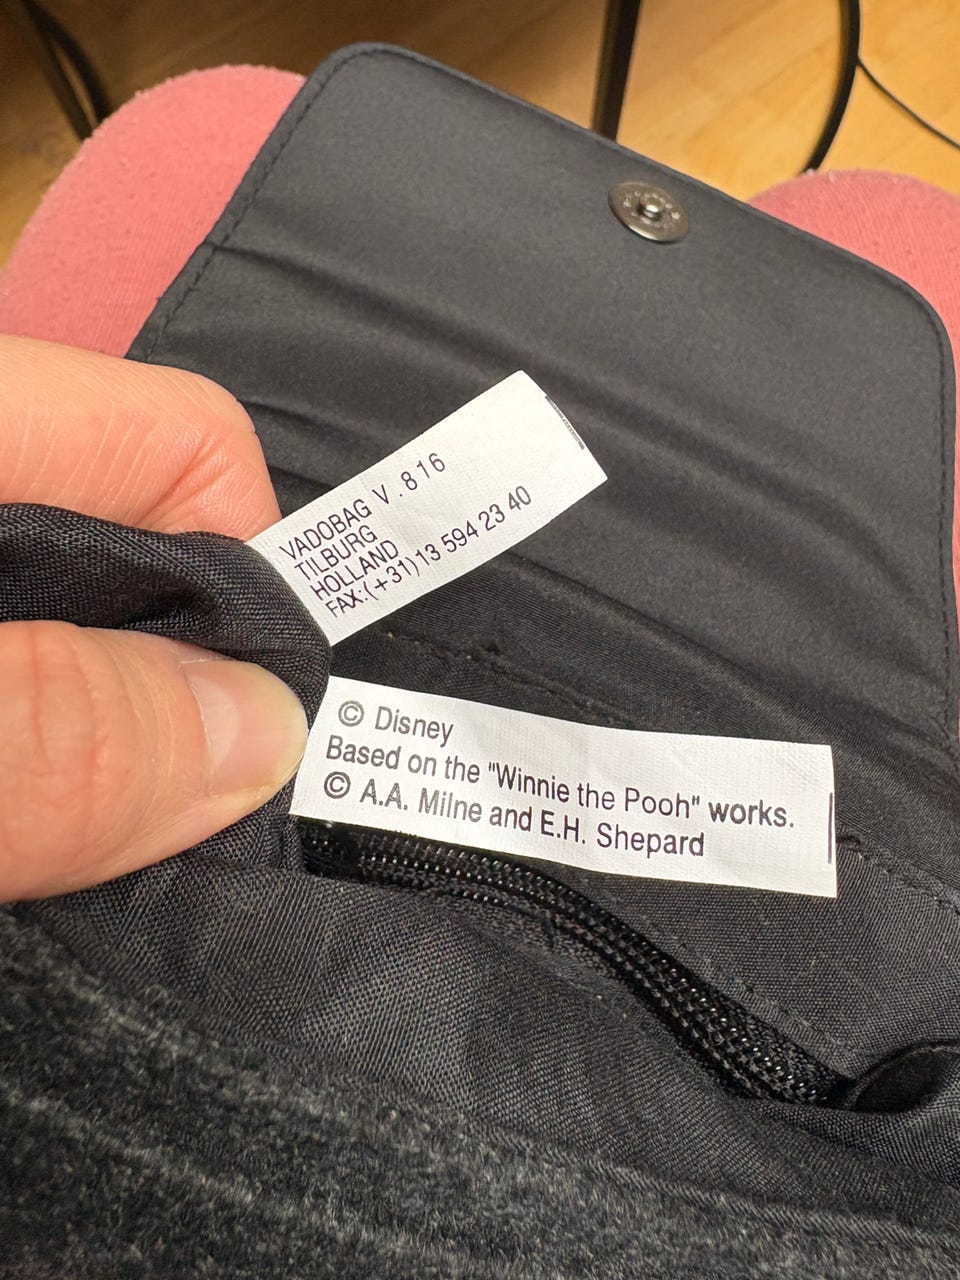 VADOBAG V.816
TILBURG
HOLLAND
FAX:(+31)13 594 23 40
© Disney
Based on the "Winnie the Pooh" works.
© A.A. Milne and E.H. Shepard